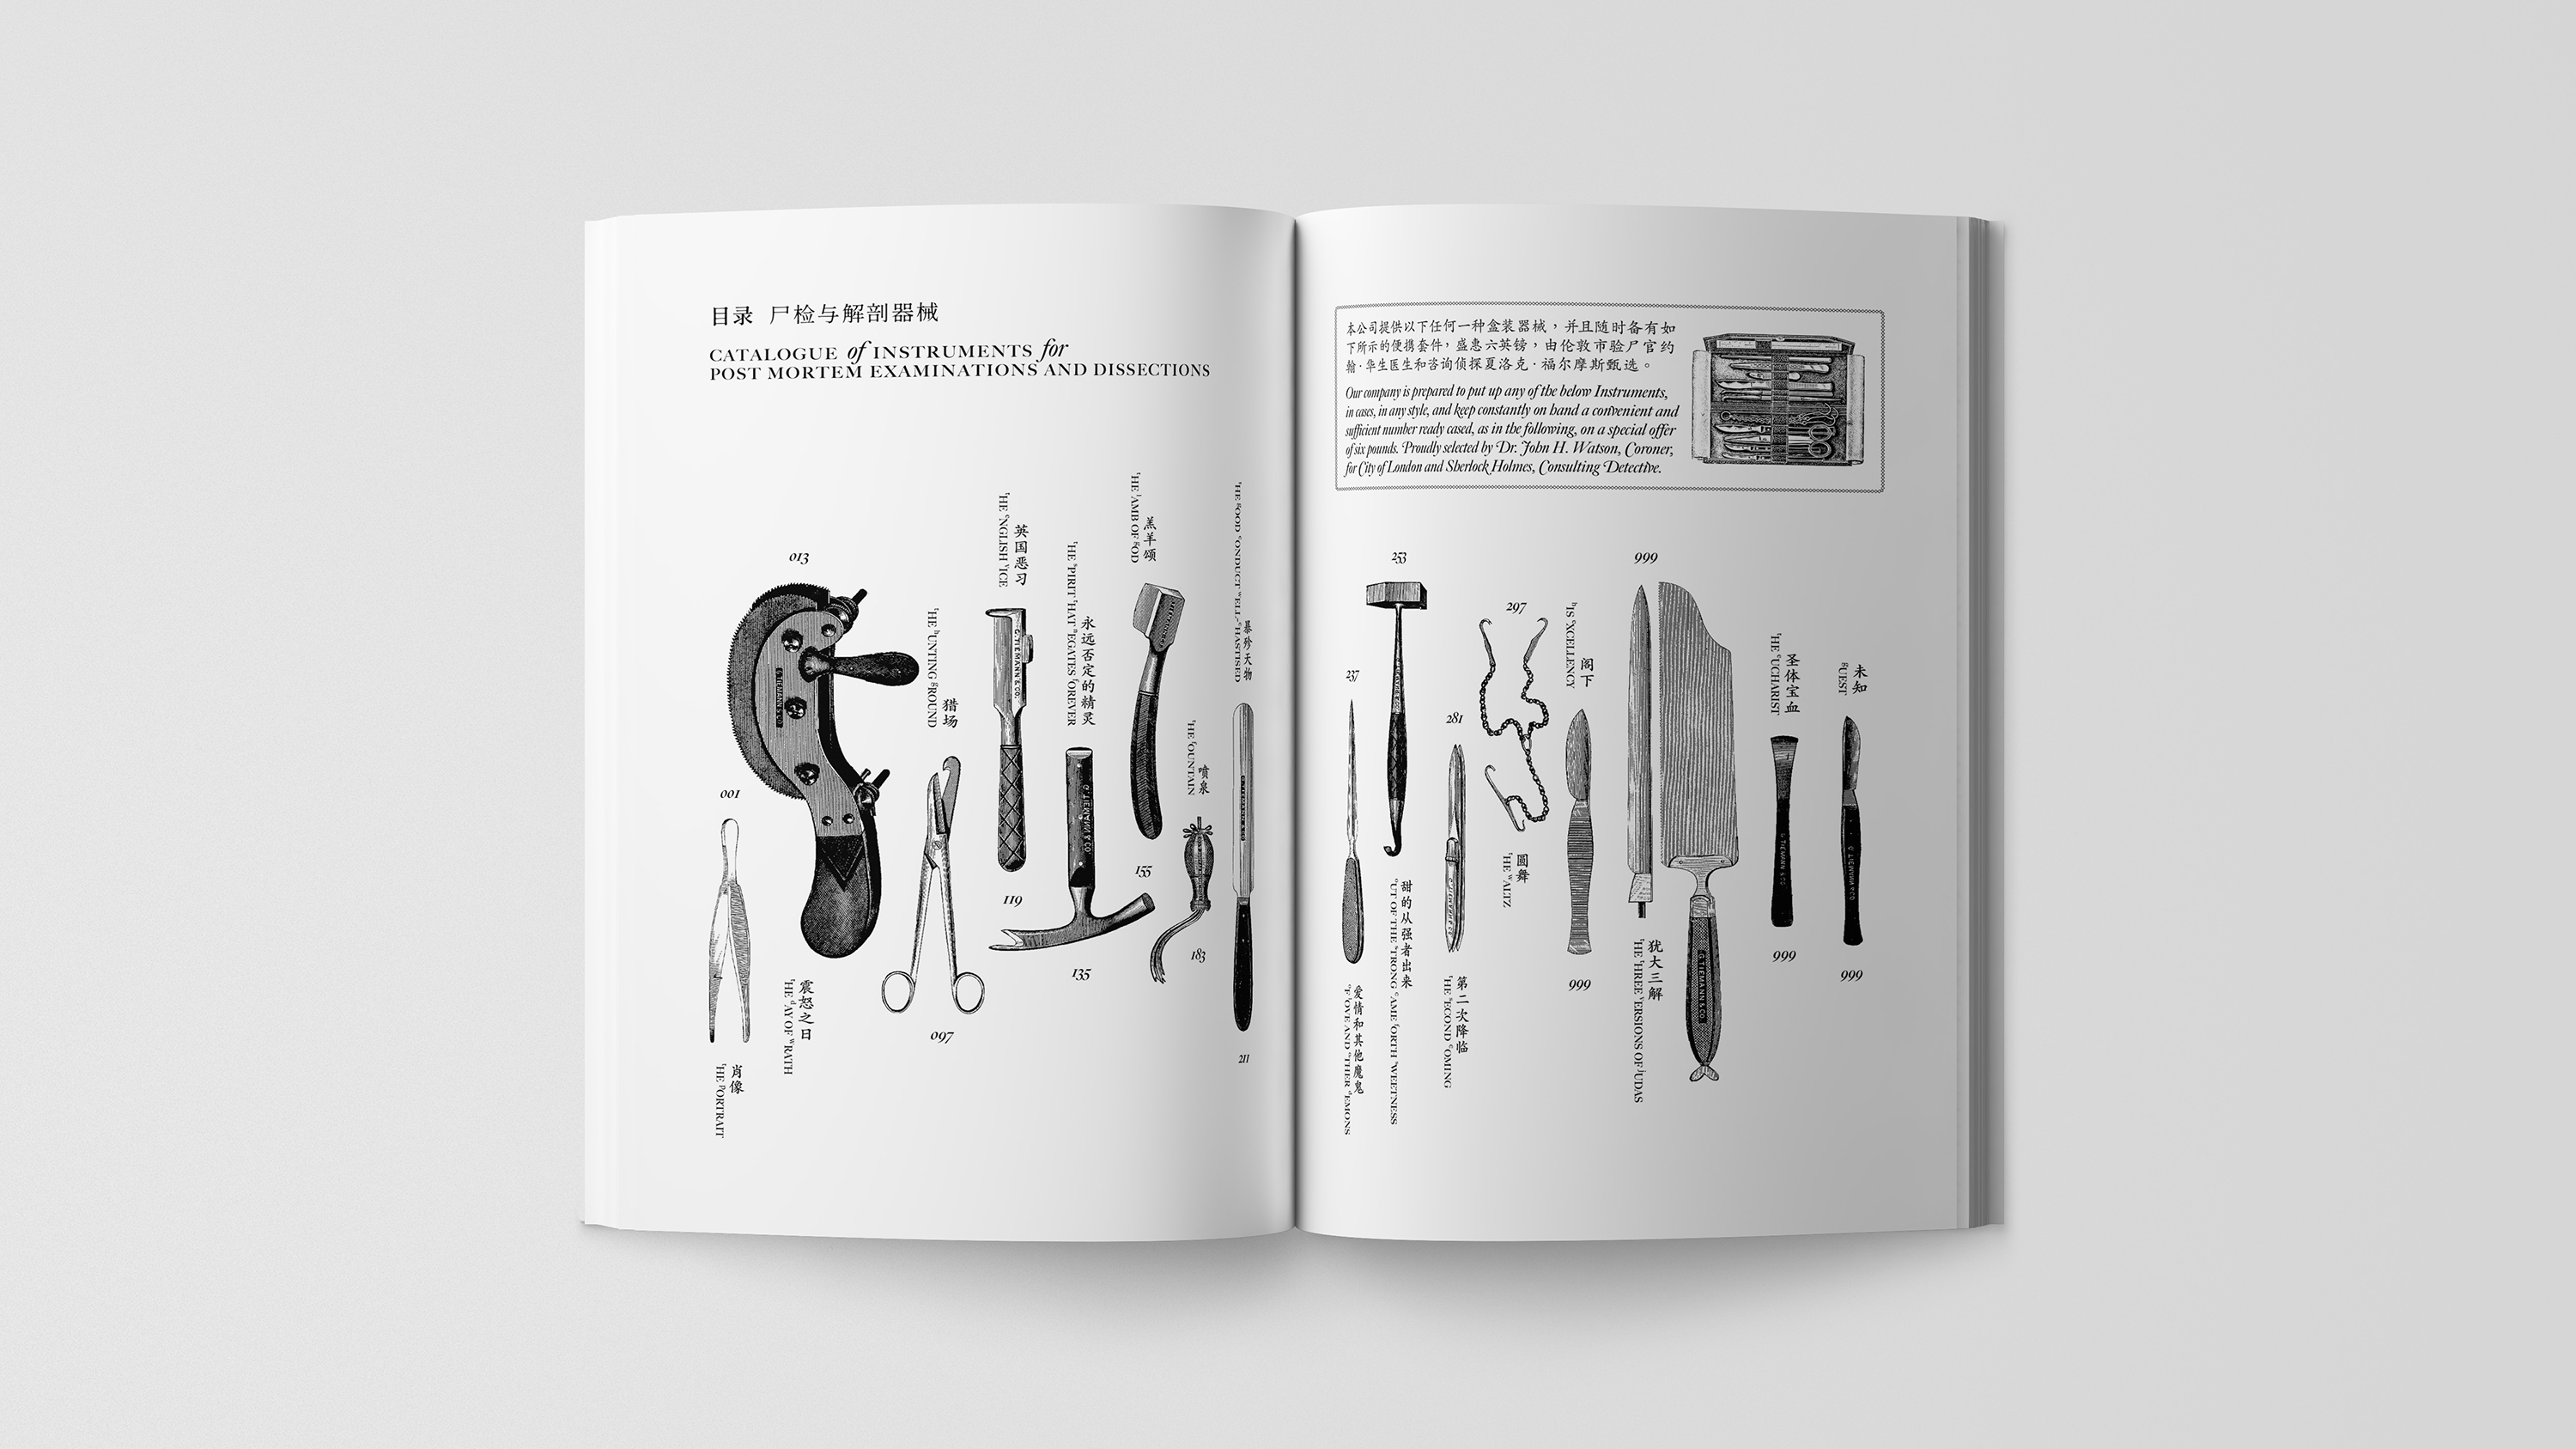 目录 尸检与解剖器械
CATALOGUE of INSTRUMENTS for
POST MORTEM EXAMINATIONS AND DISSECTIONS
001
肖像
THE PORTRAIT
013
震怒之日
THE DAY OF WRATH
猎场
THE HUNTING GROUND
097
英国恶习
THE ENGLISH VICE
G. TIEMANN & CO.
119
永远否定的精灵
THE SPIRIT THAT NEGATES FOREVER
G. TIEMANN & CO
135
羔羊颂
THE LAMB OF GOD
155
喷泉
THE FOUNTAIN
183
暴殄天物
THE GOOD CONDUCT WELL-CHASTISED
211
本公司提供以下任何一种盒装器械，并且随时备有如
下所示的便携套件，盛惠六英镑，由伦敦市验尸官约
翰·华生医生和咨询侦探夏洛克·福尔摩斯甄选。
Our company is prepared to put up any of the below Instruments,
in cases, in any style, and keep constantly on hand a convenient and
sufficient number ready cased, as in the following, on a special offer
of six pounds. Proudly selected by Dr. John H. Watson, Coroner,
for City of London and Sherlock Holmes, Consulting Detective.
237
爱情和其他魔鬼
OF LOVE AND OTHER DEMONS
253
甜的从强者出来
OUT OF THE STRONG CAME FORTH SWEETNESS
281
第二次降临
THE SECOND COMING
297
圆舞
THE WALTZ
阁下
HIS EXCELLENCY
999
999
犹大三解
THE THREE VERSIONS OF JUDAS
G. TIEMANN & CO.
圣体宝血
THE EUCHARIST
999
未知
GUEST
999